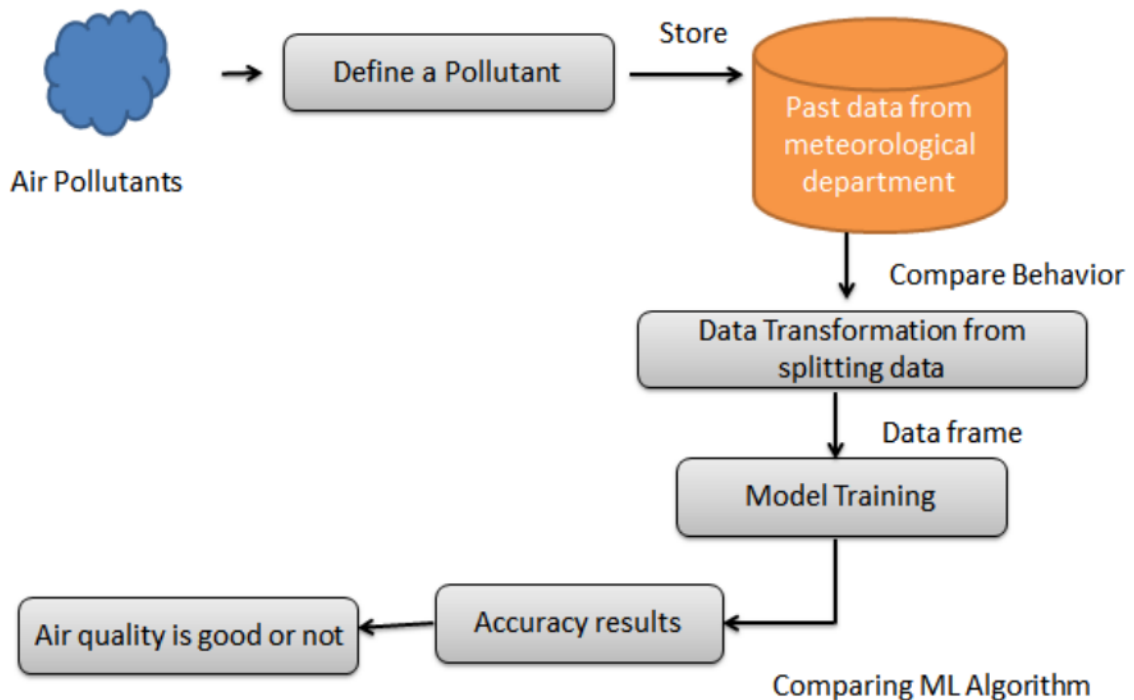 Store
Define a Pollutant
Air Pollutants
Past data from
meteorological
department
Compare Behavior
Data Transformation from
splitting data
Data frame
Model Training
Accuracy results
Air quality is good or not
Comparing ML Algorithm